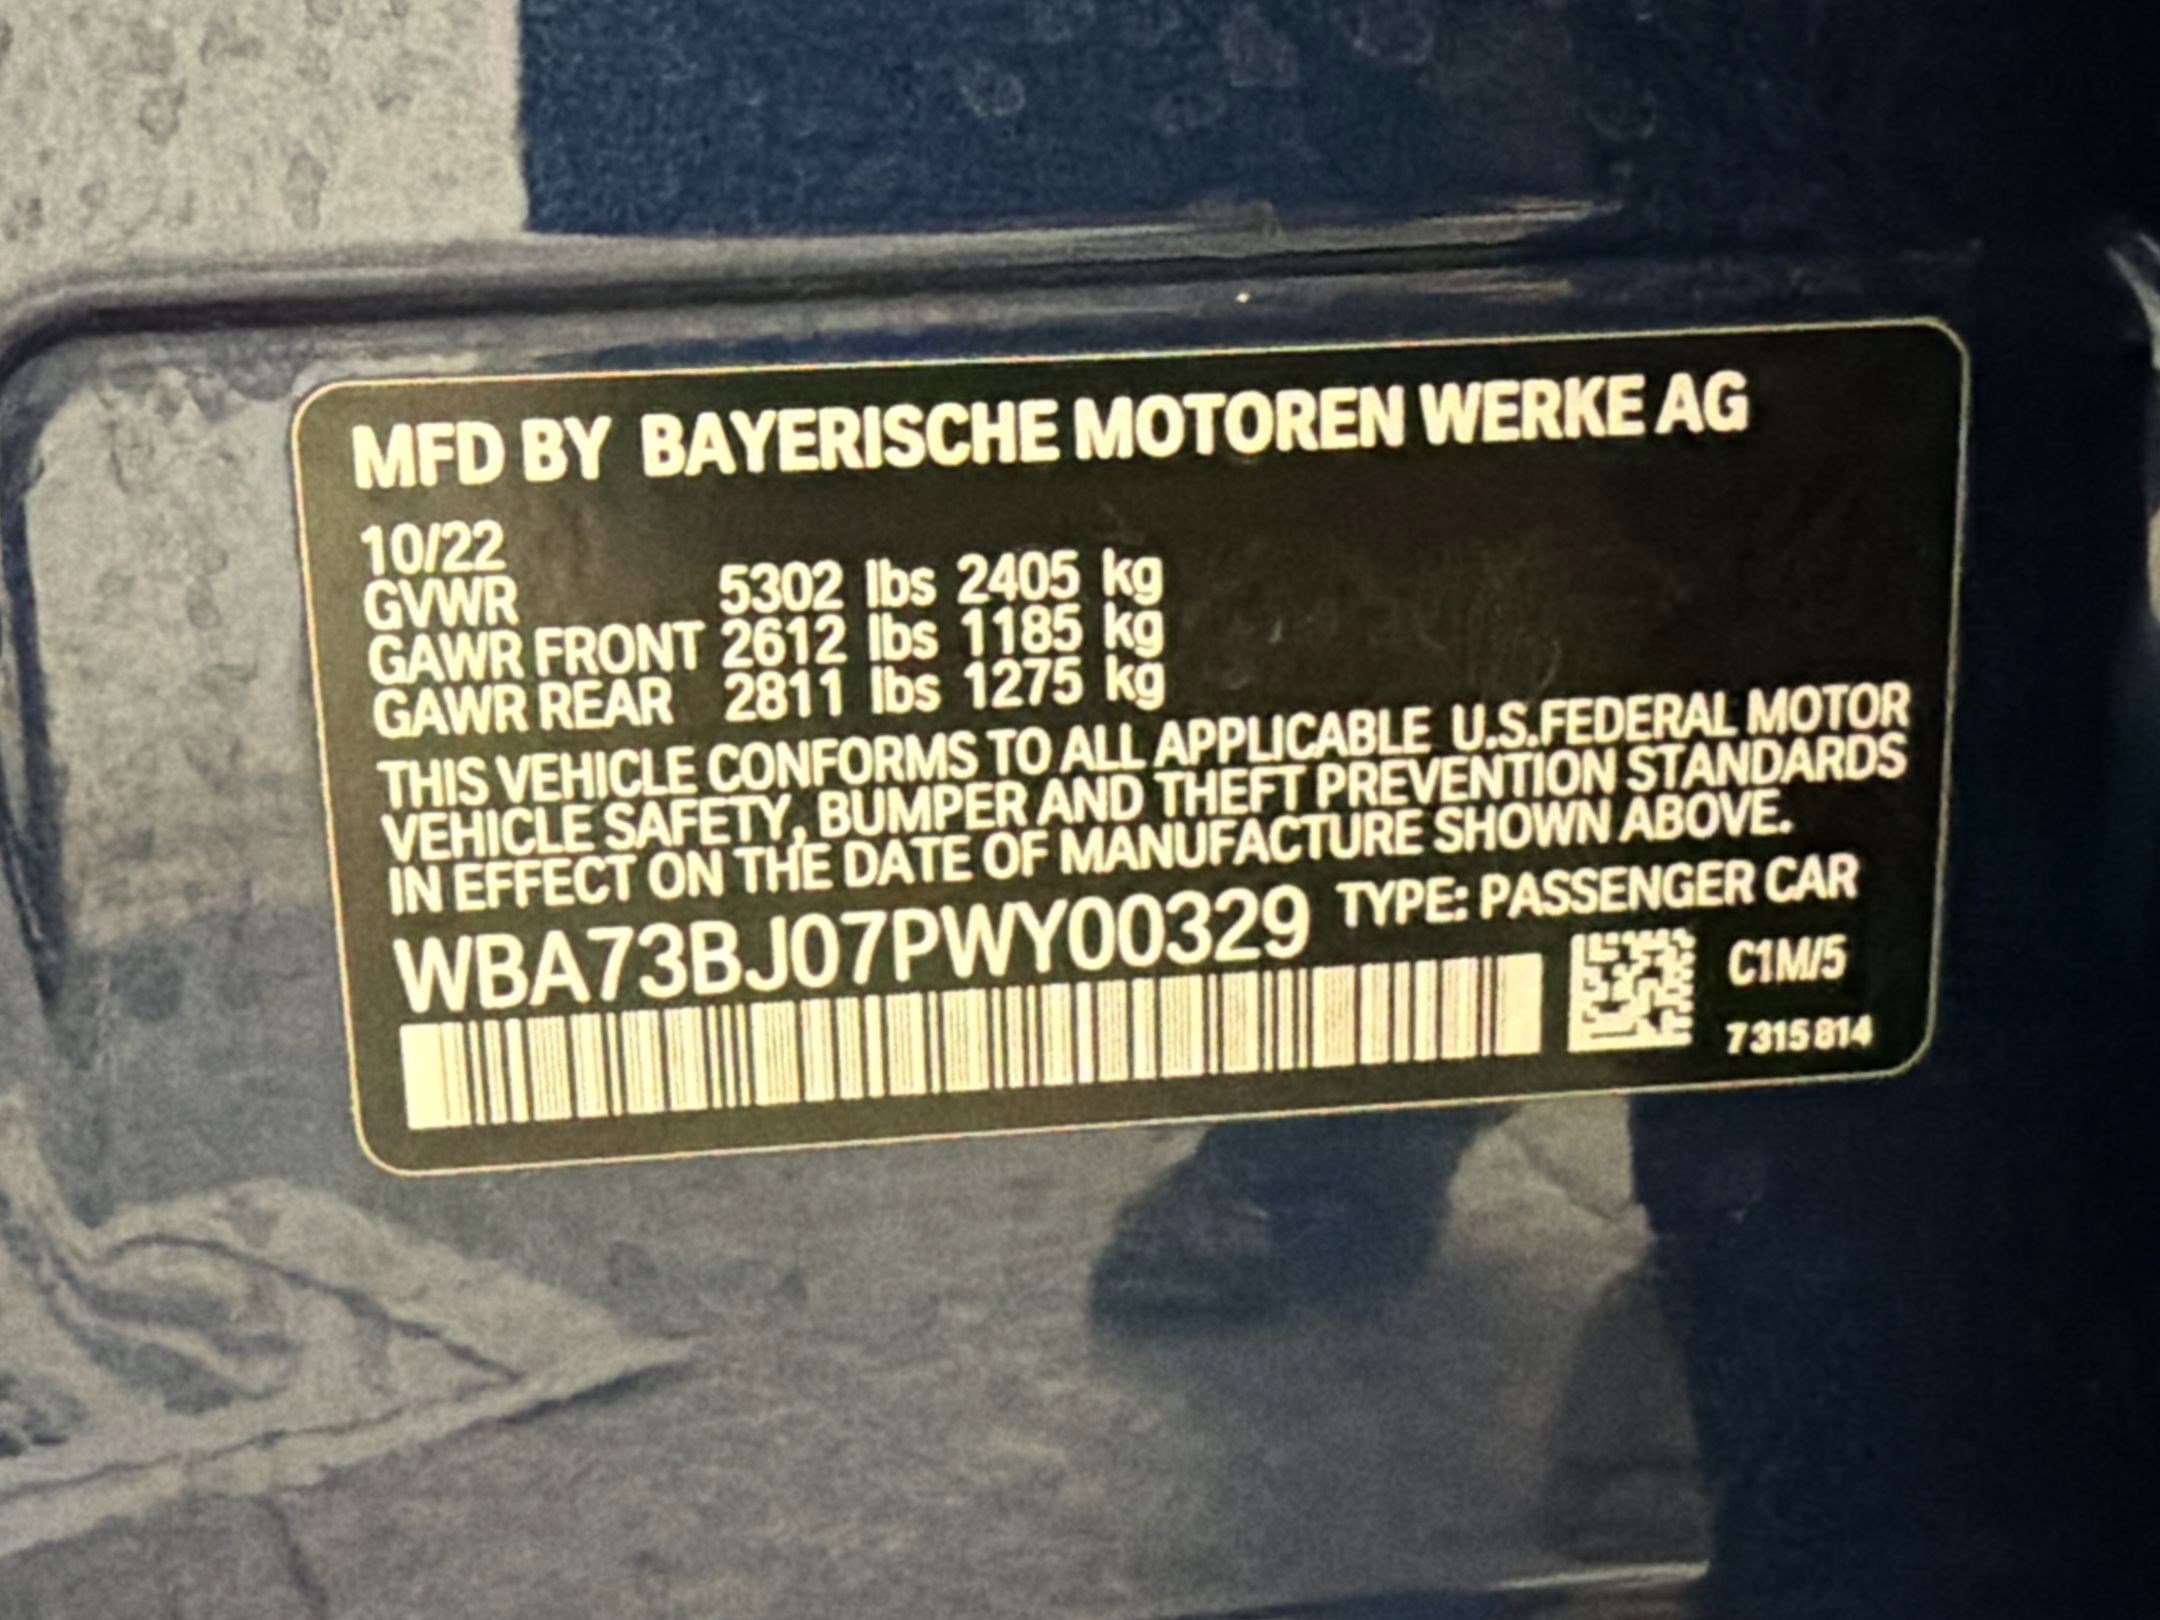 MFD BY BAYERISCHE MOTOREN WERKE AG
10/22
GVWR 5302 lbs 2405 kg
GAWR FRONT 2612 lbs 1185 kg
GAWR REAR 2811 lbs 1275 kg
THIS VEHICLE CONFORMS TO ALL APPLICABLE U.S.FEDERAL MOTOR
VEHICLE SAFETY, BUMPER AND THEFT PREVENTION STANDARDS
IN EFFECT ON THE DATE OF MANUFACTURE SHOWN ABOVE.
WBA73BJ07PWY00329 TYPE: PASSENGER CAR
C1M/5
7 315 814